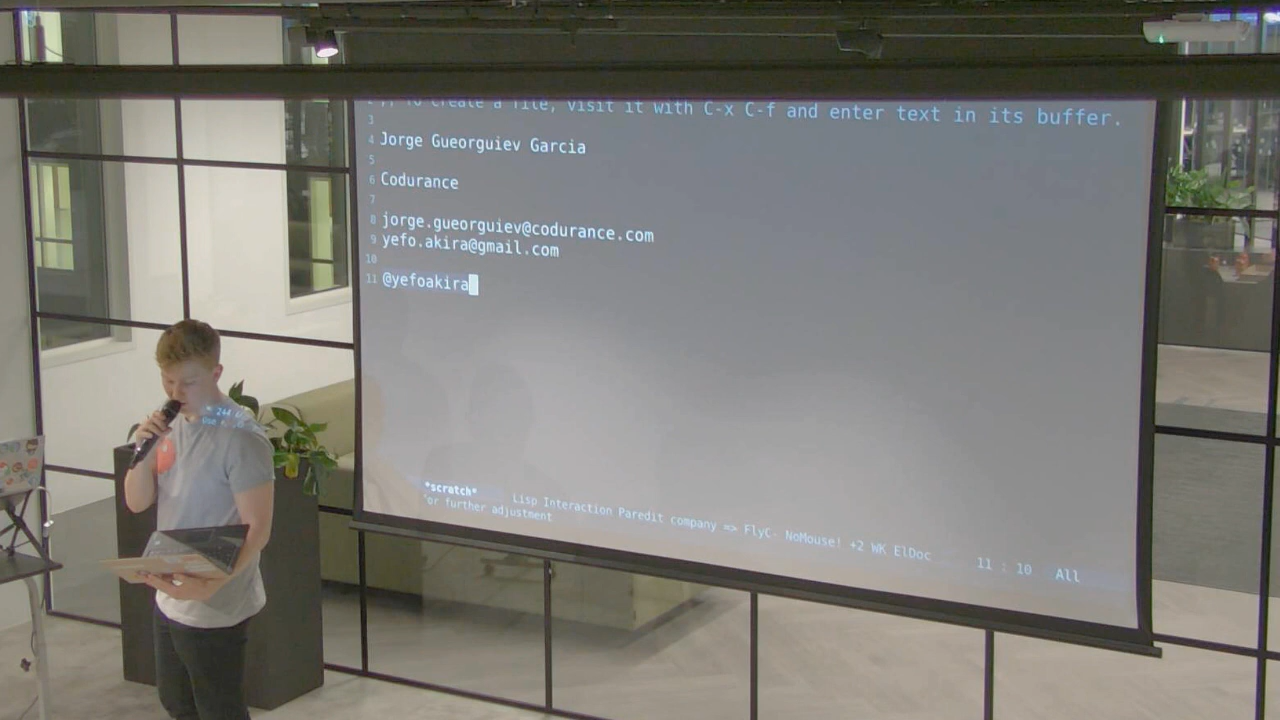 2 ;; To create a file, visit it with C-x C-f and enter text in its buffer.
3
4 Jorge Gueorguiev Garcia
5
6 Codurance
7
8 jorge.gueorguiev@codurance.com
9 yefo.akira@gmail.com
10
11 @yefoakira
*scratch* Lisp Interaction Paredit company => FlyC- NoMouse! +2 WK ElDoc 11 : 10 All
or further adjustment
244